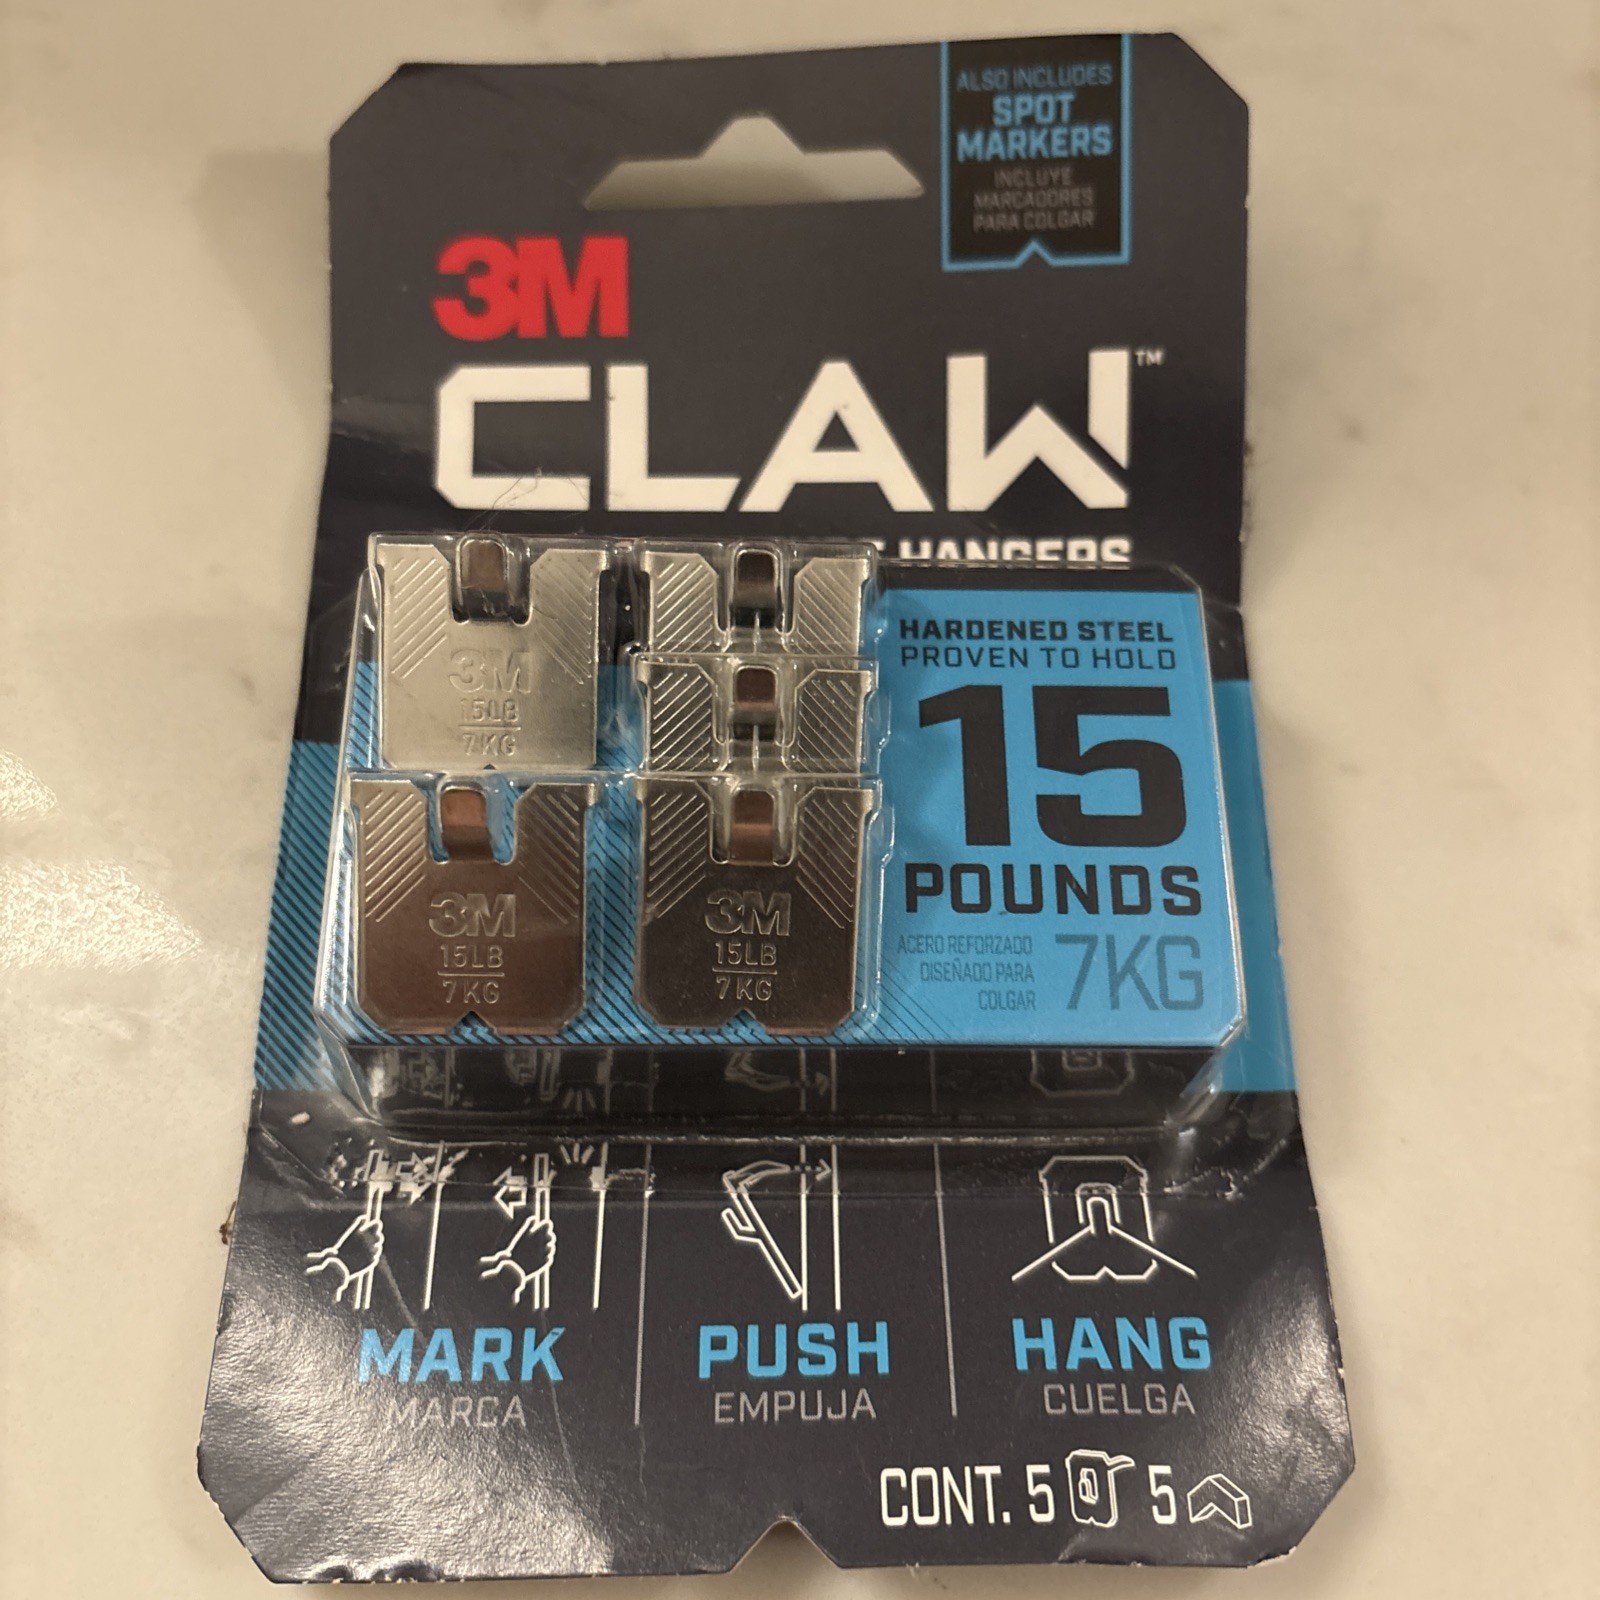 ALSO INCLUDES
SPOT
MARKERS
INCLUYE
MARCADORES
PARA COLGAR
3M
CLAW™
HANGERS
HARDENED STEEL
PROVEN TO HOLD
15
POUNDS
ACERO REFORZADO
DISEÑADO PARA
COLGAR
7KG
3M
15LB
7KG
3M
15LB
7KG
3M
15LB
7KG
MARK
MARCA
PUSH
EMPUJA
HANG
CUELGA
CONT. 5 5